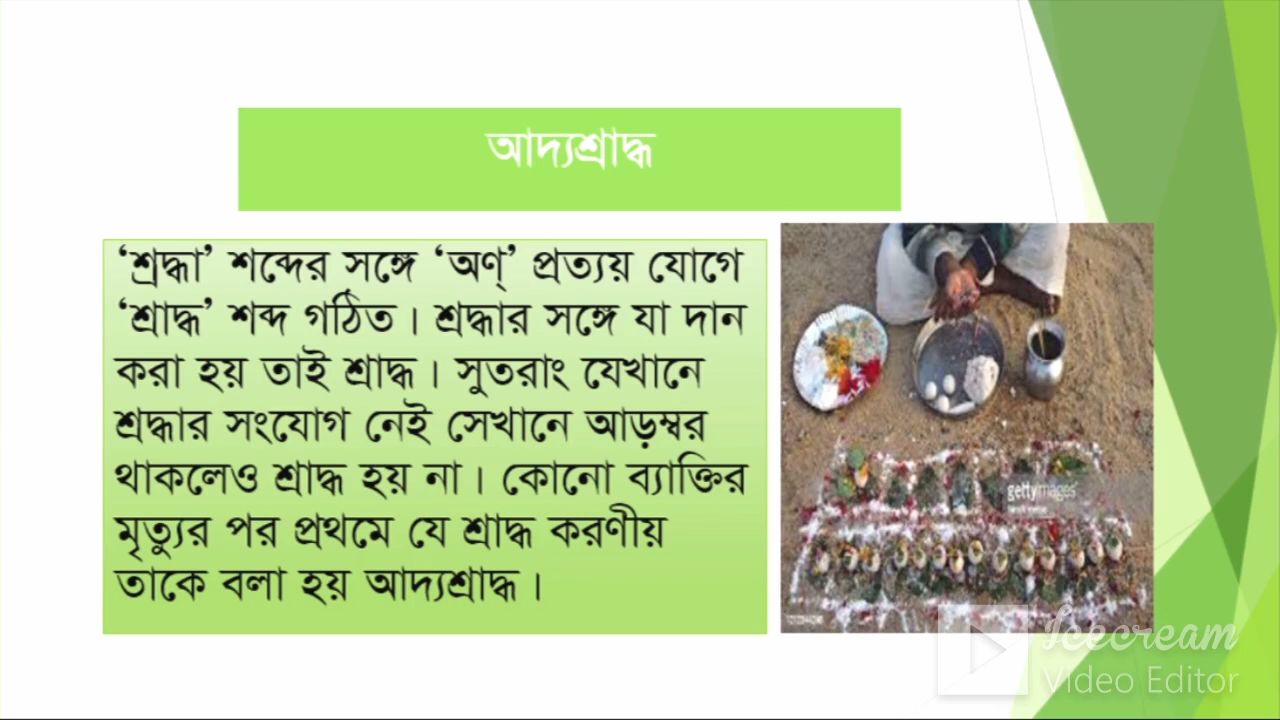 আদ্যশ্রাদ্ধ
‘শ্রদ্ধা’ শব্দের সঙ্গে ‘অণ্’ প্রত্যয় যোগে
‘শ্রাদ্ধ’ শব্দ গঠিত। শ্রদ্ধার সঙ্গে যা দান
করা হয় তাই শ্রাদ্ধ। সুতরাং যেখানে
শ্রদ্ধার সংযোগ নেই সেখানে আড়ম্বর
থাকলেও শ্রাদ্ধ হয় না। কোনো ব্যাক্তির
মৃত্যুর পর প্রথমে যে শ্রাদ্ধ করণীয়
তাকে বলা হয় আদ্যশ্রাদ্ধ।
gettyimages
Icecream
Video Editor